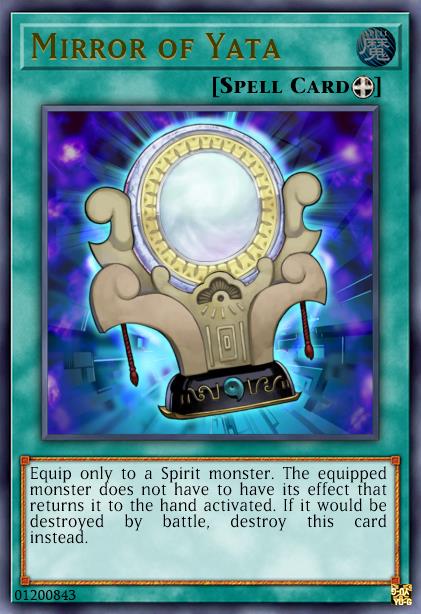 Mirror of Yata
魔
[Spell Card]
Equip only to a Spirit monster. The equipped
monster does not have to have its effect that
returns it to the hand activated. If it would be
destroyed by battle, destroy this card
instead.
01200843